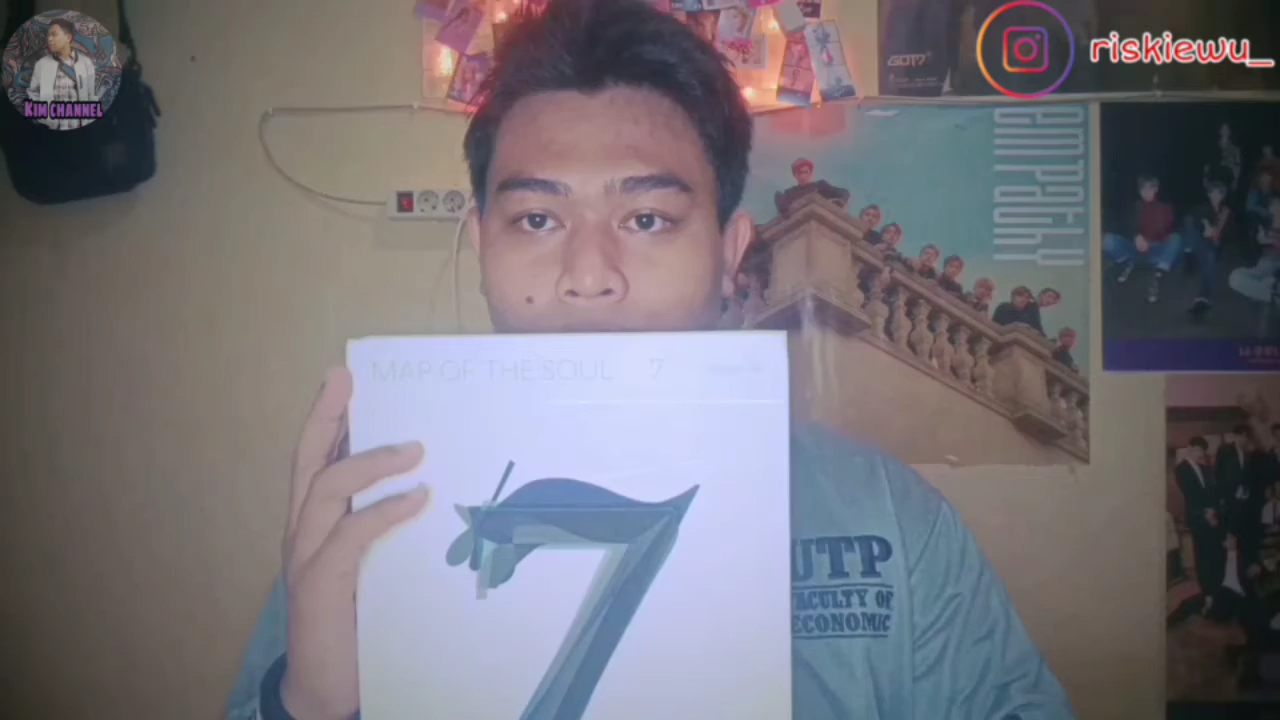 KIM CHANNEL
riskiewu_
GOT7
EMPATHY
MAP OF THE SOUL 7
7
UTP
FACULTY OF
ECONOMIC